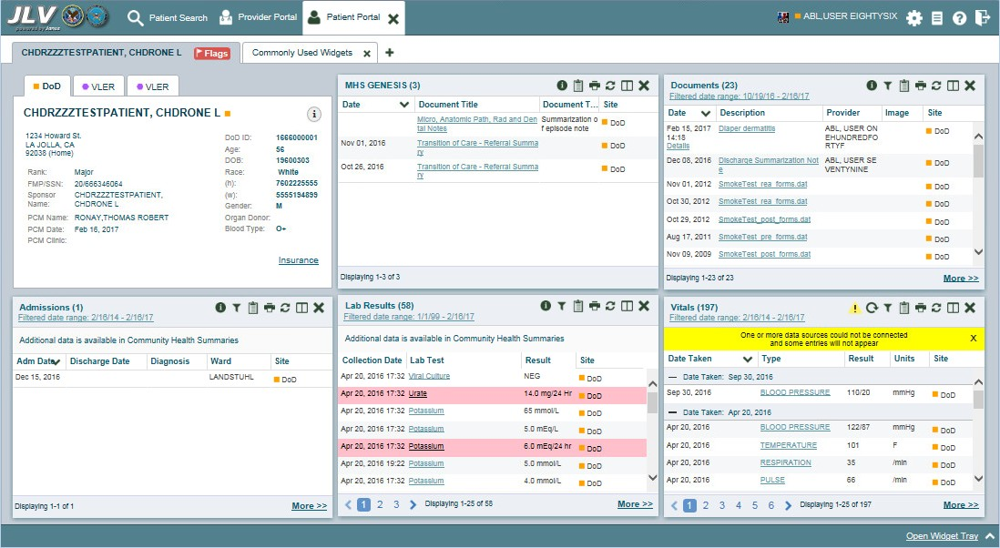 JLV
powered by Janus
Patient Search
Provider Portal
Patient Portal
ABL,USER EIGHTYSIX
CHDRZZZTESTPATIENT, CHDRONE L
Flags
Commonly Used Widgets
DoD
VLER
VLER
CHDRZZZTESTPATIENT, CHDRONE L
1234 Howard St.
LA JOLLA, CA
92038 (Home)
Rank: Major
FMP/SSN: 20/666346064
Sponsor Name: CHDRZZZTESTPATIENT, CHDRONE L
PCM Name: RONAY,THOMAS ROBERT
PCM Date: Feb 16, 2017
PCM Clinic:
DoD ID: 1666000001
Age: 56
DOB: 19600303
Race: White
(h): 7602225555
(w): 5555194899
Gender: M
Organ Donor:
Blood Type: O+
Insurance
MHS GENESIS (3)
Date Document Title Document T... Site
Micro, Anatomic Path, Rad and Den Summarization o DoD
tal Notes f episode note
Nov 01, 2016 Transition of Care - Referral Summa DoD
ry
Oct 26, 2016 Transition of Care - Referral Summa DoD
ry
Displaying 1-3 of 3
Documents (23)
Filtered date range: 10/19/16 - 2/16/17
Date Description Provider Image Site
Feb 15, 2017 Diaper dermatitis ABL, USER ON DoD
14:18 EHUNDREDFO
Details RTYF
Dec 08, 2016 Discharge Summarization Not ABL, USER SE DoD
e VENTYNINE
Nov 01, 2012 SmokeTest_rea_forms.dat DoD
Oct 30, 2012 SmokeTest_rea_forms.dat DoD
Oct 29, 2012 SmokeTest_post_forms.dat DoD
Aug 17, 2011 SmokeTest_pre_forms.dat DoD
Nov 09, 2009 SmokeTest_post_forms.dat DoD
Displaying 1-23 of 23
More >>
Admissions (1)
Filtered date range: 2/16/14 - 2/16/17
Additional data is available in Community Health Summaries
Adm Date Discharge Date Diagnosis Ward Site
Dec 15, 2016 LANDSTUHL DoD
Displaying 1-1 of 1
More >>
Lab Results (58)
Filtered date range: 1/1/99 - 2/16/17
Additional data is available in Community Health Summaries
Collection Date Lab Test Result Site
Apr 20, 2016 17:32 Viral Culture NEG DoD
Apr 20, 2016 17:32 Urate 14.0 mg/24 Hr DoD
Apr 20, 2016 17:32 Potassium 65 mmol/L DoD
Apr 20, 2016 17:32 Potassium 5.0 mEq/L DoD
Apr 20, 2016 17:32 Potassium 6.0 mEq/24 hr DoD
Apr 20, 2016 19:22 Potassium 5.0 mmol/L DoD
Apr 20, 2016 17:32 Potassium 4.0 mmol/L DoD
1 2 3
Displaying 1-25 of 58
More >>
Vitals (197)
Filtered date range: 2/16/14 - 2/16/17
One or more data sources could not be connected
and some entries will not appear
X
Date Taken Type Result Units Site
Date Taken: Sep 30, 2016
Sep 30, 2016 BLOOD PRESSURE 110/20 mmHg DoD
Date Taken: Apr 20, 2016
Apr 20, 2016 BLOOD PRESSURE 122/87 mmHg DoD
Apr 20, 2016 TEMPERATURE 101 F DoD
Apr 20, 2016 RESPIRATION 35 /min DoD
Apr 20, 2016 PULSE 66 /min DoD
1 2 3 4 5 6
Displaying 1-25 of 197
More >>
Open Widget Tray